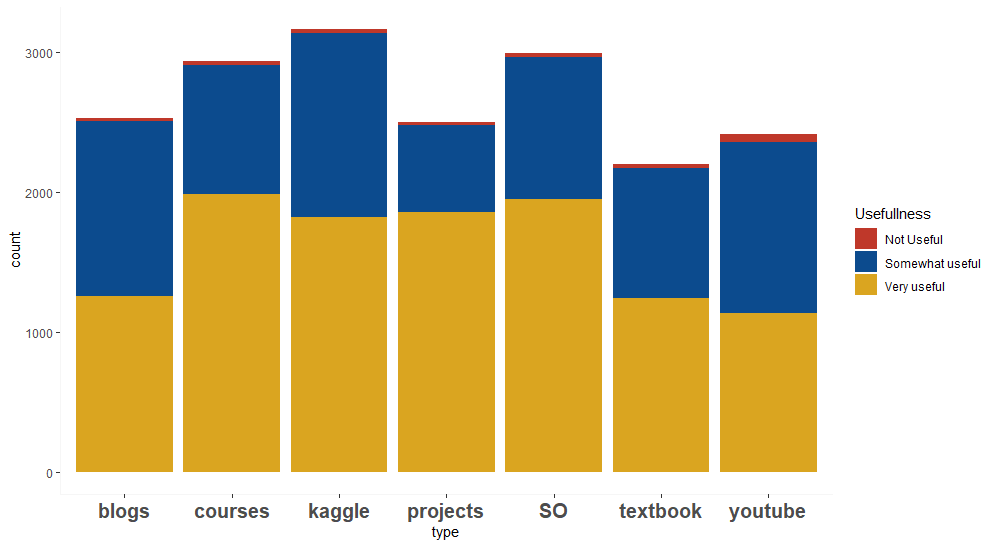 3000
2000
1000
0
count
blogs courses kaggle projects SO textbook youtube
type
Usefullness
Not Useful
Somewhat useful
Very useful